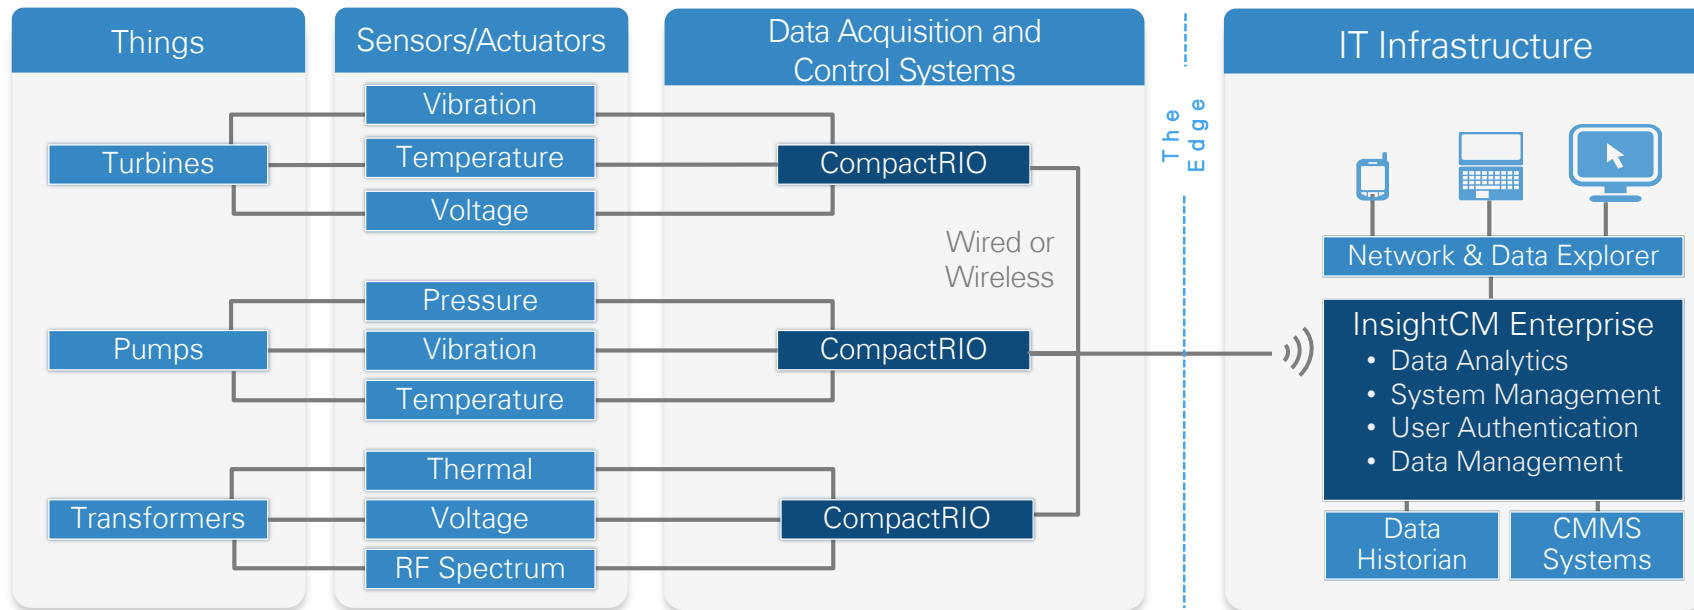 Things
Turbines
Pumps
Transformers
Sensors/Actuators
Vibration
Temperature
Voltage
Pressure
Vibration
Temperature
Thermal
Voltage
RF Spectrum
Data Acquisition and
Control Systems
CompactRIO
Wired or
Wireless
CompactRIO
CompactRIO
The
Edge
IT Infrastructure
Network & Data Explorer
InsightCM Enterprise
• Data Analytics
• System Management
• User Authentication
• Data Management
Data
Historian
CMMS
Systems